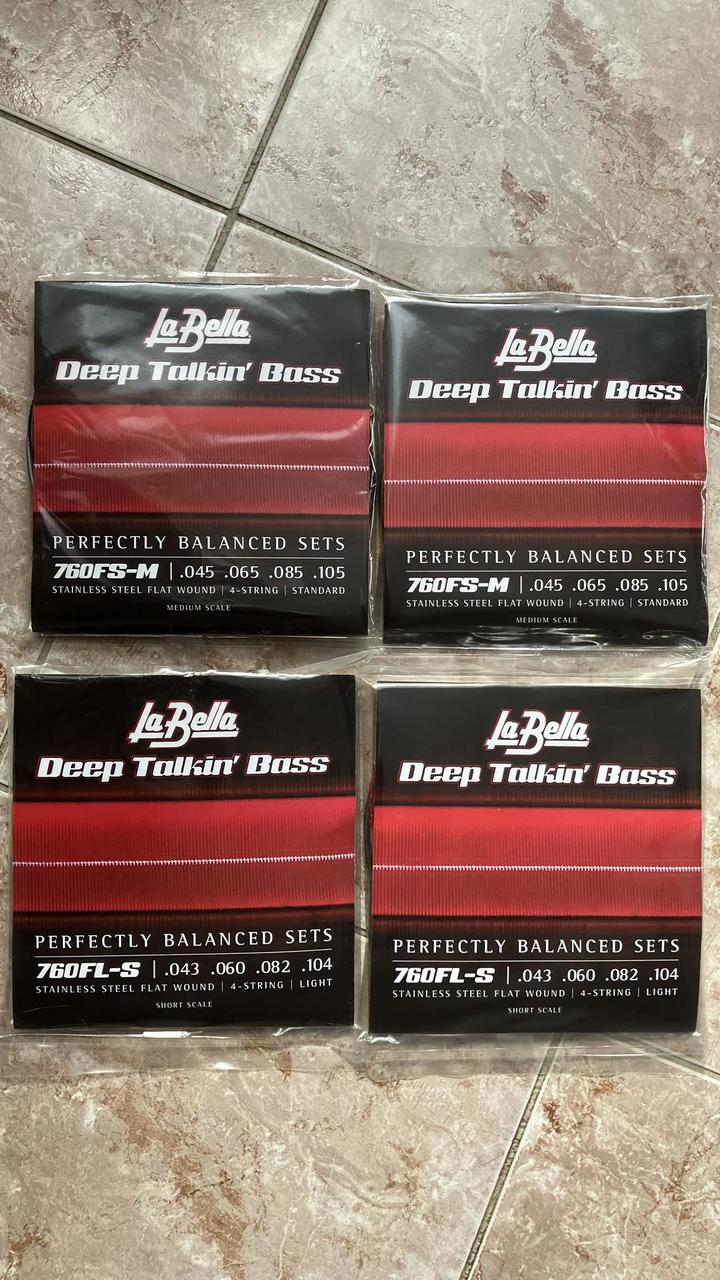 La Bella
Deep Talkin' Bass
PERFECTLY BALANCED SETS
760FS-M | .045 .065 .085 .105
STAINLESS STEEL FLAT WOUND | 4-STRING | STANDARD
MEDIUM SCALE
La Bella
Deep Talkin' Bass
PERFECTLY BALANCED SETS
760FS-M | .045 .065 .085 .105
STAINLESS STEEL FLAT WOUND | 4-STRING | STANDARD
MEDIUM SCALE
La Bella
Deep Talkin' Bass
PERFECTLY BALANCED SETS
760FL-S | .043 .060 .082 .104
STAINLESS STEEL FLAT WOUND | 4-STRING | LIGHT
SHORT SCALE
La Bella
Deep Talkin' Bass
PERFECTLY BALANCED SETS
760FL-S | .043 .060 .082 .104
STAINLESS STEEL FLAT WOUND | 4-STRING | LIGHT
SHORT SCALE